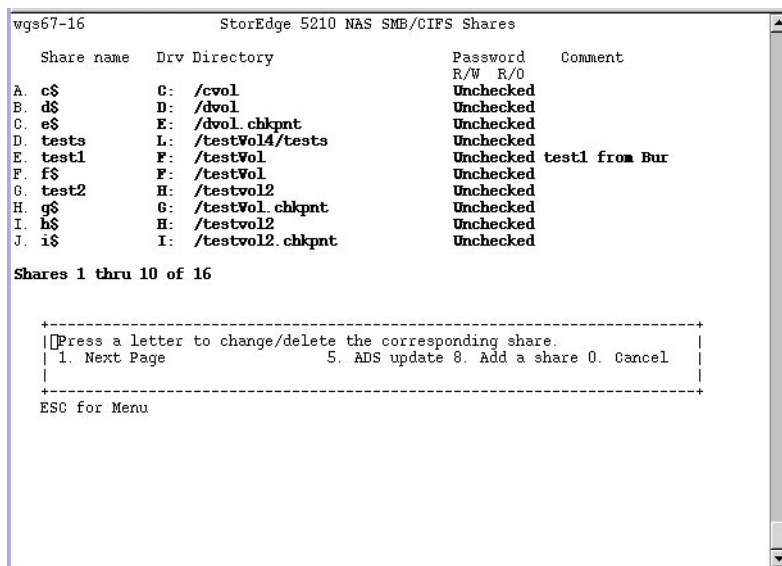 wgs67-16 StorEdge 5210 NAS SMB/CIFS Shares
Share name Drv Directory Password Comment
R/W R/O
A. c$ C: /cvol Unchecked
B. d$ D: /dvol Unchecked
C. e$ E: /dvol.chkpnt Unchecked
D. tests L: /testVol4/tests Unchecked
E. test1 F: /testVol Unchecked test1 from Bur
F. f$ F: /testVol Unchecked
G. test2 H: /testvol2 Unchecked
H. g$ G: /testVol.chkpnt Unchecked
I. h$ H: /testvol2 Unchecked
J. i$ I: /testvol2.chkpnt Unchecked
Shares 1 thru 10 of 16
Press a letter to change/delete the corresponding share.
1. Next Page 5. ADS update 8. Add a share 0. Cancel
ESC for Menu